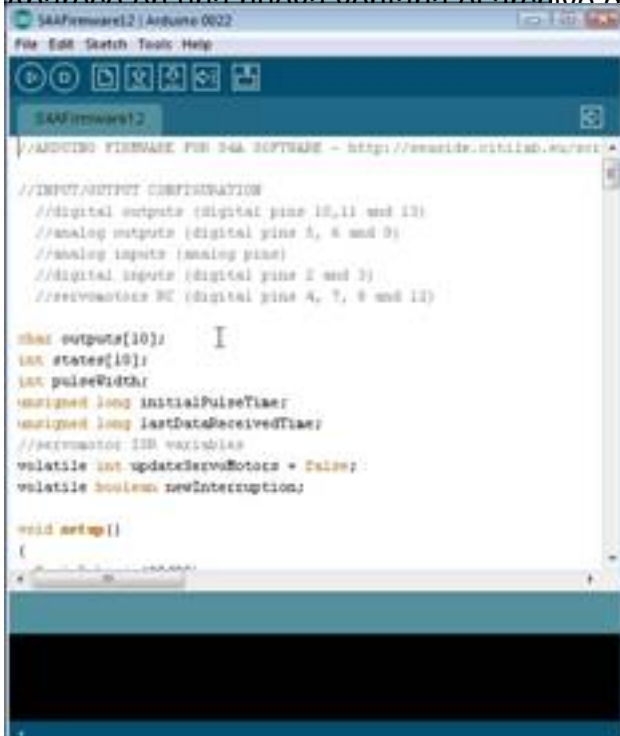 S4AFirmware12 | Arduino 0022
File Edit Sketch Tools Help
S4AFirmware12
//ARDUINO FIRMWARE FOR S4A SOFTWARE - http://seaside.citilab.eu/scr
//INPUT/OUTPUT CONFIGURATION
//digital outputs (digital pins 10,11 and 13)
//analog outputs (digital pins 5, 6 and 9)
//analog inputs (analog pins)
//digital inputs (digital pins 2 and 3)
//servomotors RC (digital pins 4, 7, 8 and 12)
char outputs[10];
int states[10];
int pulseWidth;
unsigned long initialPulseTime;
unsigned long lastDataReceivedTime;
//servomotor ISR variables
volatile int updateServoMotors = false;
volatile boolean newInterruption;
void setup()
{